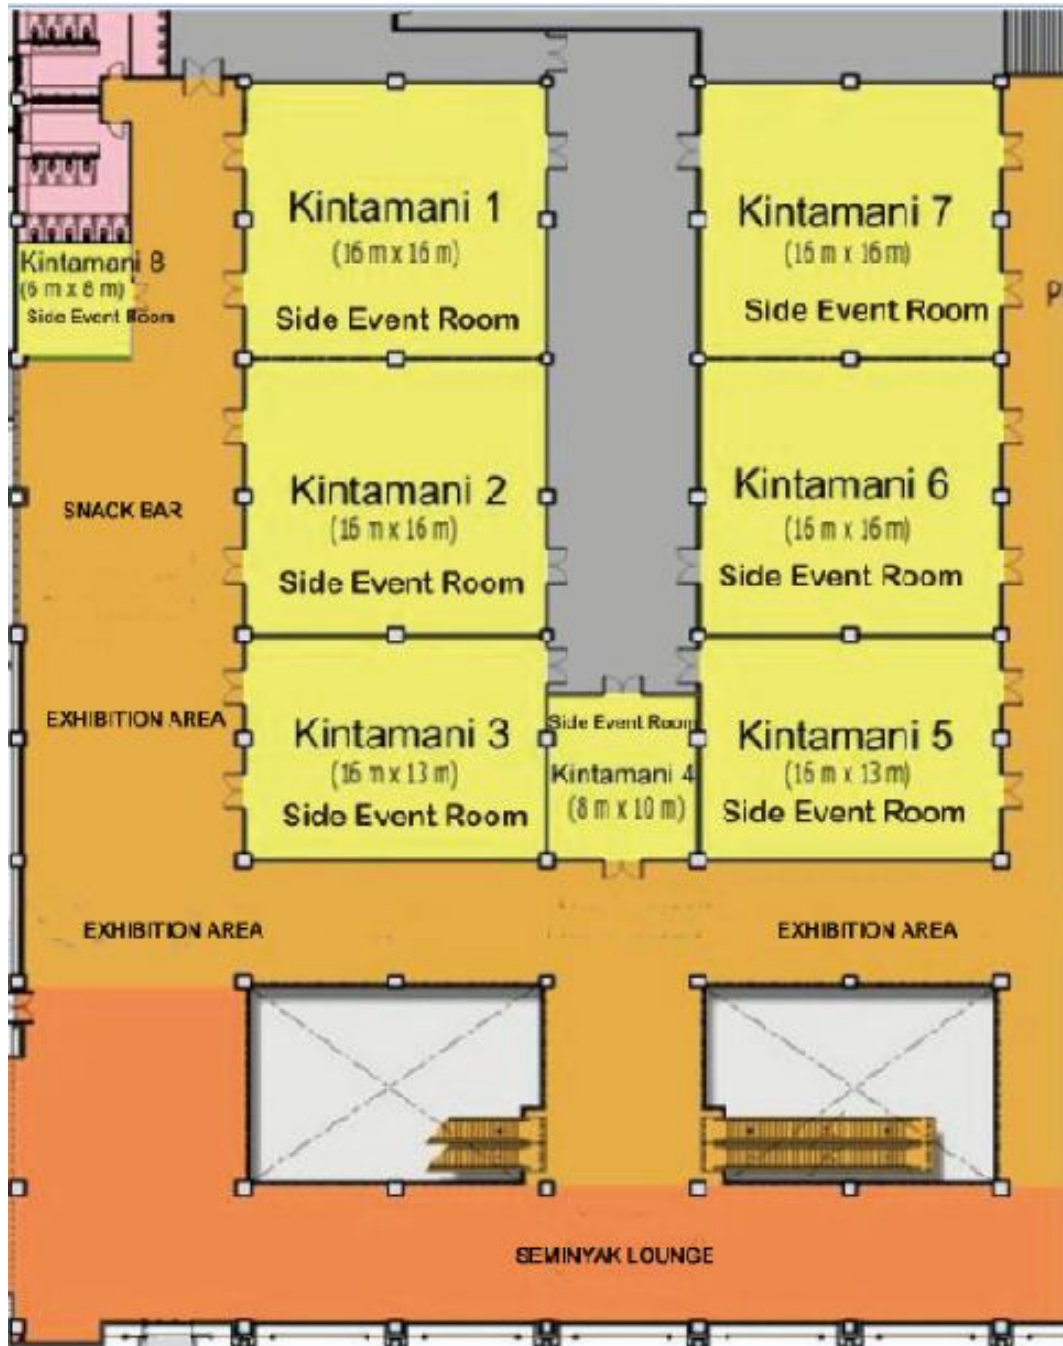 Kintamani 1
(16 m x 16 m)
Side Event Room
Kintamani 7
(16 m x 16 m)
Side Event Room
Kintamani 8
(6 m x 8 m)
Side Event Room
P
Kintamani 2
(16 m x 16 m)
Side Event Room
Kintamani 6
(16 m x 16 m)
Side Event Room
SNACK BAR
EXHIBITION AREA
Kintamani 3
(16 m x 13 m)
Side Event Room
Side Event Room
Kintamani 4
(8 m x 10 m)
Kintamani 5
(16 m x 13 m)
Side Event Room
EXHIBITION AREA
EXHIBITION AREA
SEMINYAK LOUNGE